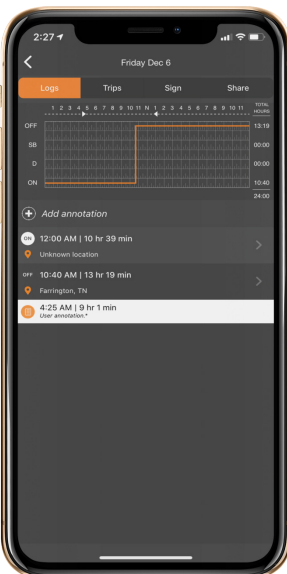 2:27
Friday Dec 6
Logs Trips Sign Share
1 2 3 4 5 6 7 8 9 10 11 N 1 2 3 4 5 6 7 8 9 10 11 TOTAL HOURS
OFF 13:19
SB 00:00
D 00:00
ON 10:40
24:00
Add annotation
ON 12:00 AM | 10 hr 39 min
Unknown location
OFF 10:40 AM | 13 hr 19 min
Farrington, TN
4:25 AM | 9 hr 1 min
User annotation.*